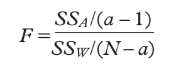 F = SS_A/(a − 1)
SS_W/(N − a)